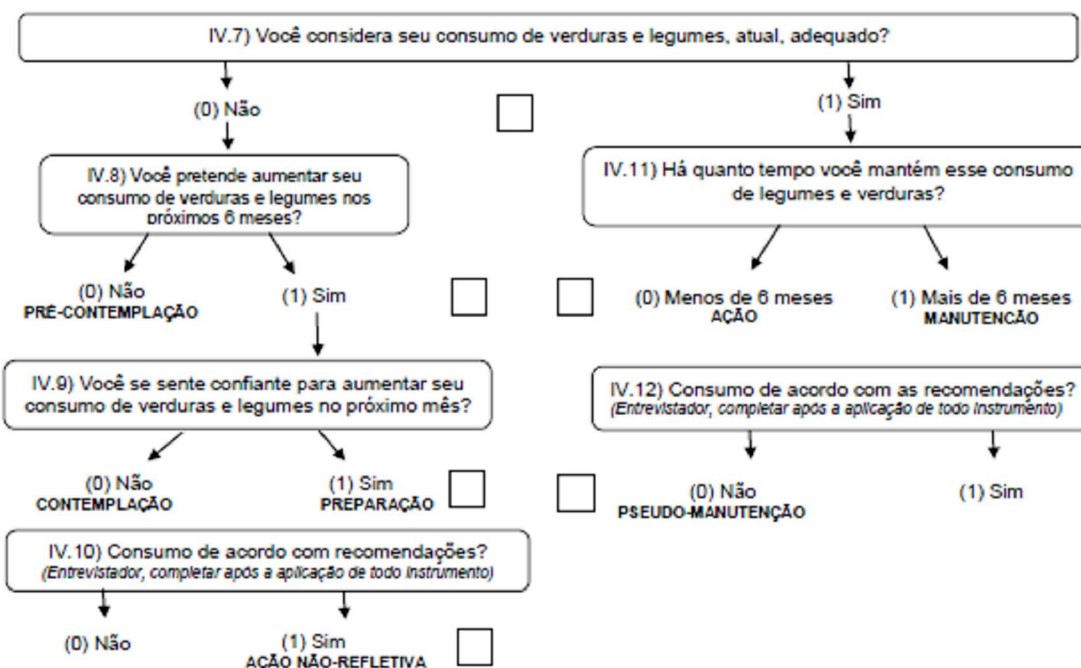 IV.7) Você considera seu consumo de verduras e legumes, atual, adequado?
(0) Não
(1) Sim
IV.8) Você pretende aumentar seu
consumo de verduras e legumes nos
próximos 6 meses?
(0) Não
PRÉ-CONTEMPLAÇÃO
(1) Sim
IV.9) Você se sente confiante para aumentar seu
consumo de verduras e legumes no próximo mês?
(0) Não
CONTEMPLAÇÃO
(1) Sim
PREPARAÇÃO
IV.10) Consumo de acordo com recomendações?
(Entrevistador, completar após a aplicação de todo Instrumento)
(0) Não
(1) Sim
AÇÃO NÃO-REFLETIVA
IV.11) Há quanto tempo você mantém esse consumo
de legumes e verduras?
(0) Menos de 6 meses
AÇÃO
(1) Mais de 6 meses
MANUTENCÃO
IV.12) Consumo de acordo com as recomendações?
(Entrevistador, completar após a aplicação de todo Instrumento)
(0) Não
PSEUDO-MANUTENÇÃO
(1) Sim